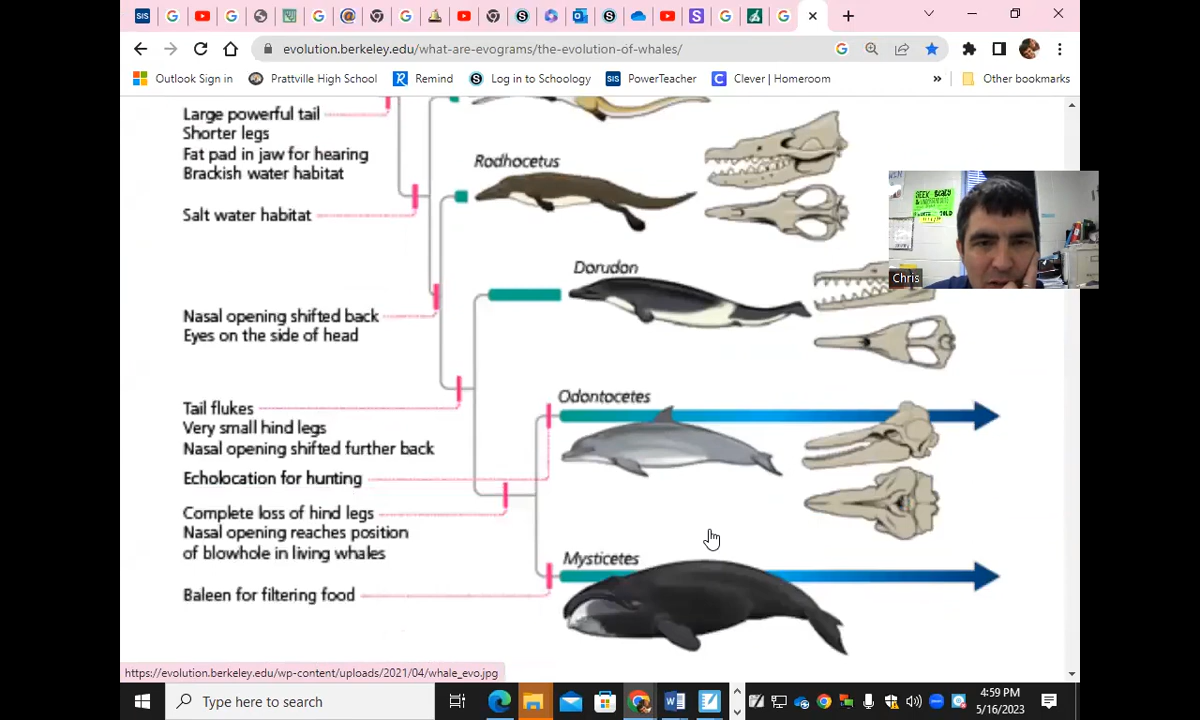 evolution.berkeley.edu/what-are-evograms/the-evolution-of-whales/
Outlook Sign in
Prattville High School
Remind
Log in to Schoology
SIS
PowerTeacher
Clever | Homeroom
»
Other bookmarks
Large powerful tail
Shorter legs
Fat pad in jaw for hearing
Brackish water habitat
Rodhocetus
Salt water habitat
Chris
Dorudon
Nasal opening shifted back
Eyes on the side of head
Odontocetes
Tail flukes
Very small hind legs
Nasal opening shifted further back
Echolocation for hunting
Complete loss of hind legs
Nasal opening reaches position
of blowhole in living whales
Mysticetes
Baleen for filtering food
https://evolution.berkeley.edu/wp-content/uploads/2021/04/whale_evo.jpg
Type here to search
4:59 PM
5/16/2023